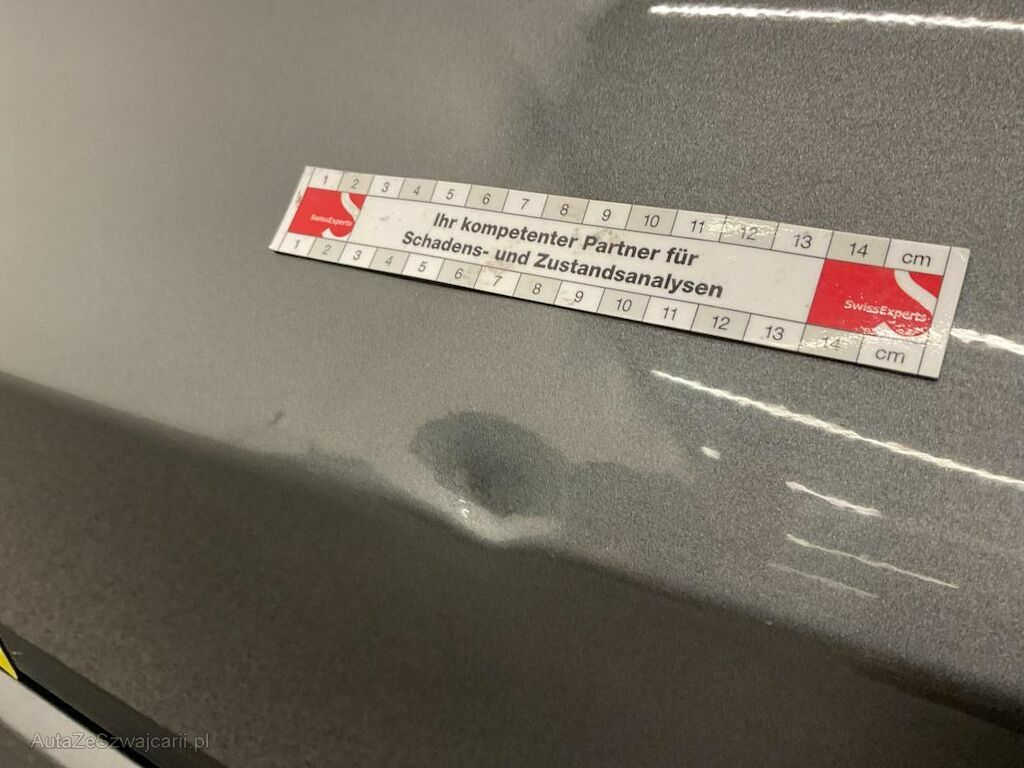 1 2 3 4 5 6 7 8 9 10 11 12 13 14 cm
SwissExperts
Ihr kompetenter Partner für
Schadens- und Zustandsanalysen
SwissExperts
1 2 3 4 5 6 7 8 9 10 11 12 13 14 cm
AutaZeSzwajcarii.pl